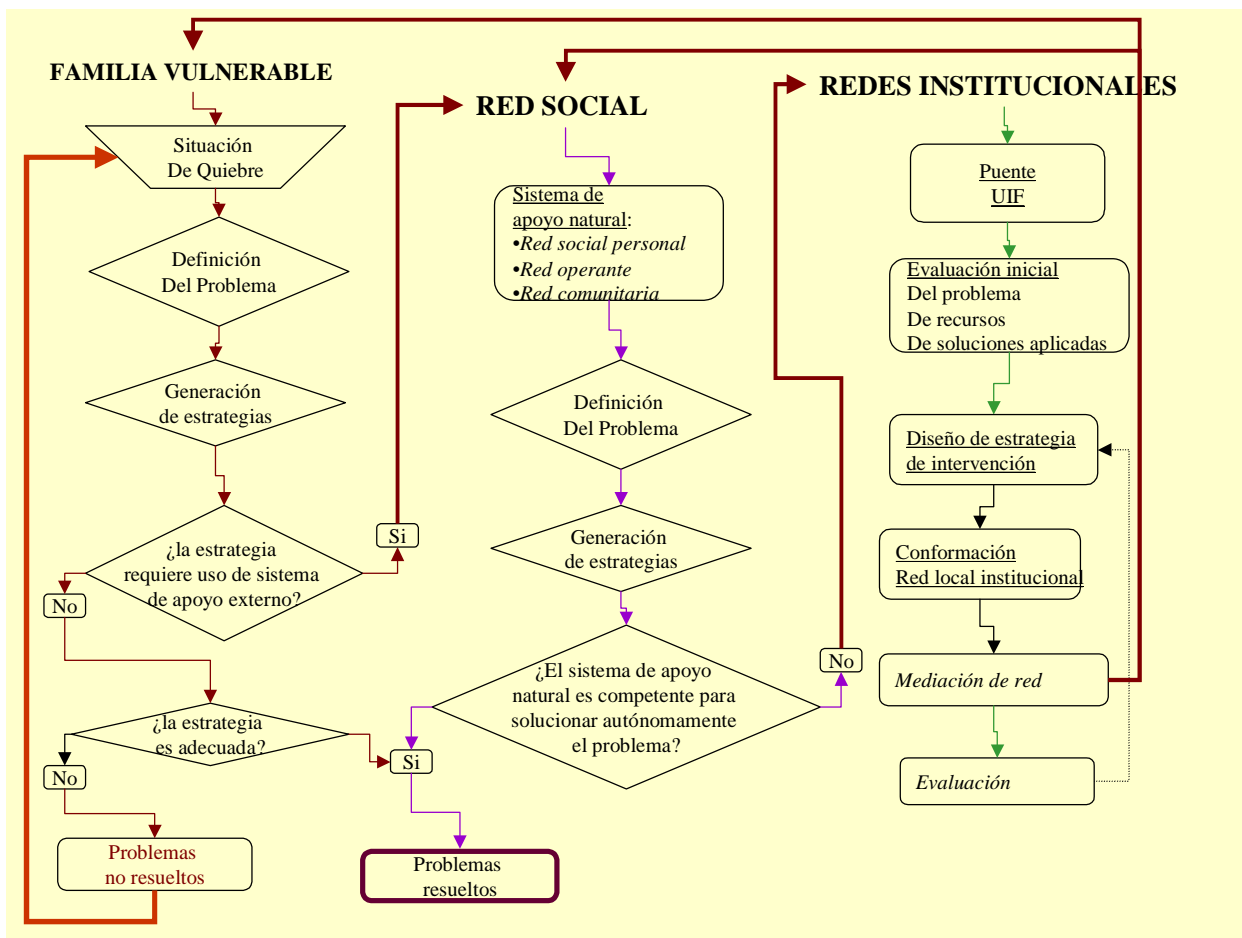 FAMILIA VULNERABLE
Situación
De Quiebre
Definición
Del Problema
Generación
de estrategias
¿la estrategia
requiere uso de sistema
de apoyo externo?
Si
No
¿la estrategia
es adecuada?
No
Si
Problemas
no resueltos
Problemas
resueltos
RED SOCIAL
Sistema de
apoyo natural:
•Red social personal
•Red operante
•Red comunitaria
Definición
Del Problema
Generación
de estrategias
¿El sistema de apoyo
natural es competente para
solucionar autónomamente
el problema?
No
REDES INSTITUCIONALES
Puente
UIF
Evaluación inicial
Del problema
De recursos
De soluciones aplicadas
Diseño de estrategia
de intervención
Conformación
Red local institucional
Mediación de red
Evaluación